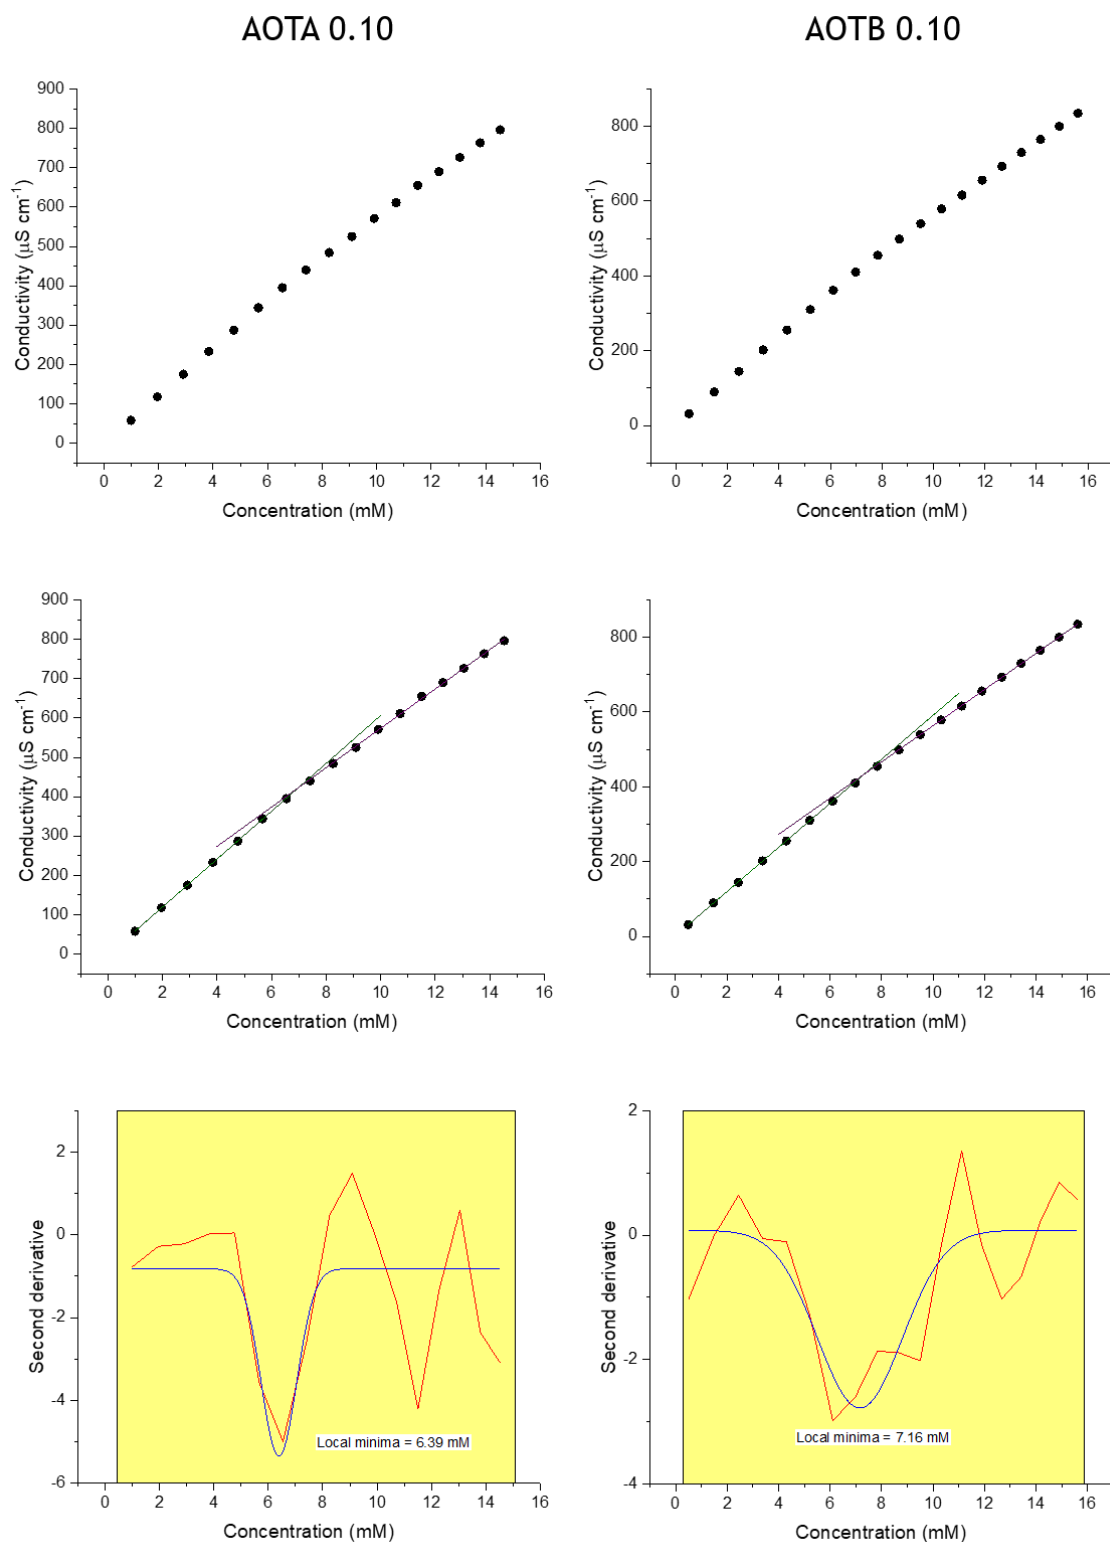 AOTA 0.10
AOTB 0.10
900
800
700
600
500
400
300
200
100
0
Conductivity (μS cm⁻¹)
0 2 4 6 8 10 12 14 16
Concentration (mM)
800
600
400
200
0
Conductivity (μS cm⁻¹)
0 2 4 6 8 10 12 14 16
Concentration (mM)
900
800
700
600
500
400
300
200
100
0
Conductivity (μS cm⁻¹)
0 2 4 6 8 10 12 14 16
Concentration (mM)
800
600
400
200
0
Conductivity (μS cm⁻¹)
0 2 4 6 8 10 12 14 16
Concentration (mM)
2
0
-2
-4
-6
Second derivative
Local minima = 6.39 mM
0 2 4 6 8 10 12 14 16
Concentration (mM)
2
0
-2
-4
Second derivative
Local minima = 7.16 mM
0 2 4 6 8 10 12 14 16
Concentration (mM)